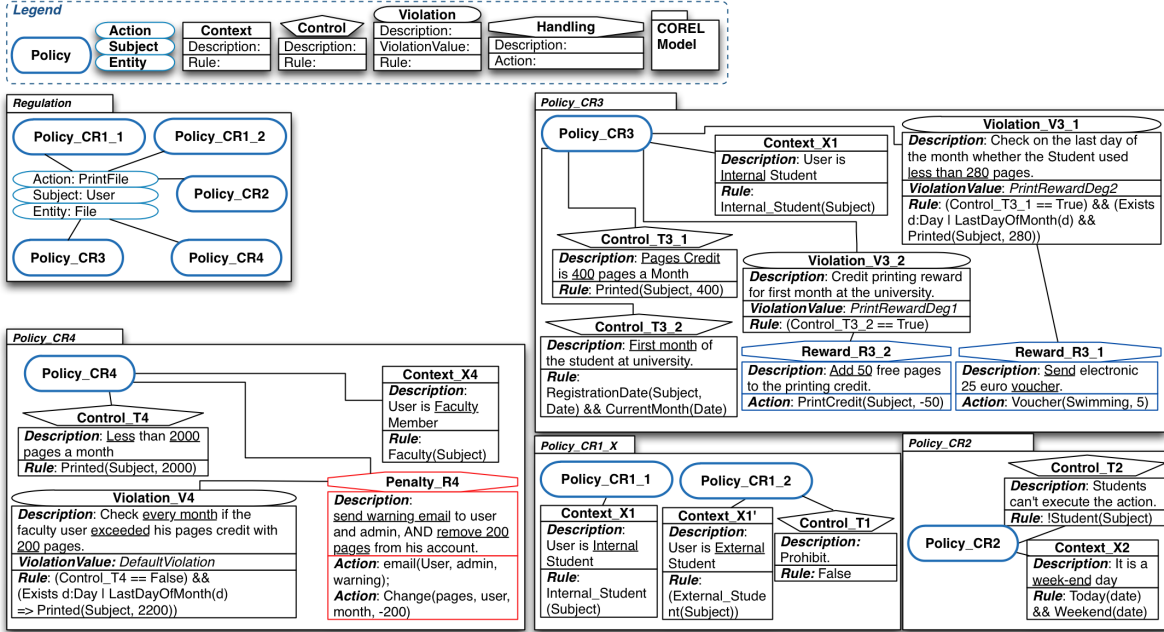 Legend
Policy
Action
Subject
Entity
Context
Description:
Rule:
Control
Description:
Rule:
Violation
Description:
ViolationValue:
Rule:
Handling
Description:
Action:
COREL
Model
Regulation
Policy_CR1_1
Policy_CR1_2
Action: PrintFile
Subject: User
Entity: File
Policy_CR2
Policy_CR3
Policy_CR4
Policy_CR3
Policy_CR3
Context_X1
Description: User is
Internal Student
Rule:
Internal_Student(Subject)
Violation_V3_1
Description: Check on the last day of
the month whether the Student used
less than 280 pages.
ViolationValue: PrintRewardDeg2
Rule: (Control_T3_1 == True) && (Exists
d:Day I LastDayOfMonth(d) &&
Printed(Subject, 280))
Control_T3_1
Description: Pages Credit
is 400 pages a Month
Rule: Printed(Subject, 400)
Violation_V3_2
Description: Credit printing reward
for first month at the university.
ViolationValue: PrintRewardDeg1
Rule: (Control_T3_2 == True)
Control_T3_2
Description: First month of
the student at university.
Rule:
RegistrationDate(Subject,
Date) && CurrentMonth(Date)
Reward_R3_2
Description: Add 50 free pages
to the printing credit.
Action: PrintCredit(Subject, -50)
Reward_R3_1
Description: Send electronic
25 euro voucher.
Action: Voucher(Swimming, 5)
Policy_CR4
Policy_CR4
Control_T4
Description: Less than 2000
pages a month
Rule: Printed(Subject, 2000)
Context_X4
Description:
User is Faculty
Member
Rule:
Faculty(Subject)
Violation_V4
Description: Check every month if the
faculty user exceeded his pages credit with
200 pages.
ViolationValue: DefaultViolation
Rule: (Control_T4 == False) &&
(Exists d:Day I LastDayOfMonth(d)
=> Printed(Subject, 2200))
Penalty_R4
Description:
send warning email to user
and admin, AND remove 200
pages from his account.
Action: email(User, admin,
warning);
Action: Change(pages, user,
month, -200)
Policy_CR1_X
Policy_CR1_1
Policy_CR1_2
Context_X1
Description:
User is Internal
Student
Rule:
Internal_Student
(Subject)
Context_X1'
Description:
User is External
Student
Rule:
(External_Stude
nt(Subject))
Control_T1
Description:
Prohibit.
Rule: False
Policy_CR2
Control_T2
Description: Students
can't execute the action.
Rule: !Student(Subject)
Policy_CR2
Context_X2
Description: It is a
week-end day
Rule: Today(date)
&& Weekend(date)